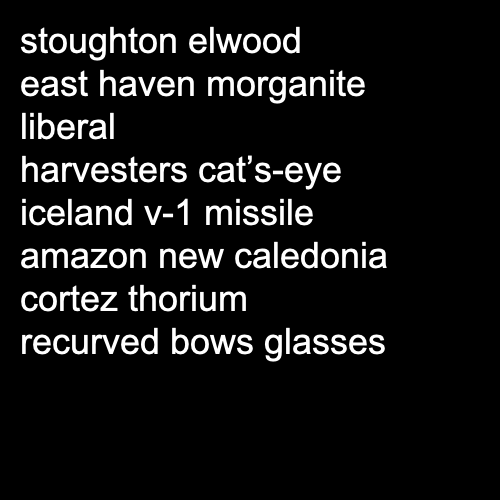 stoughton elwood
east haven morganite
liberal
harvesters cat’s-eye
iceland v-1 missile
amazon new caledonia
cortez thorium
recurved bows glasses